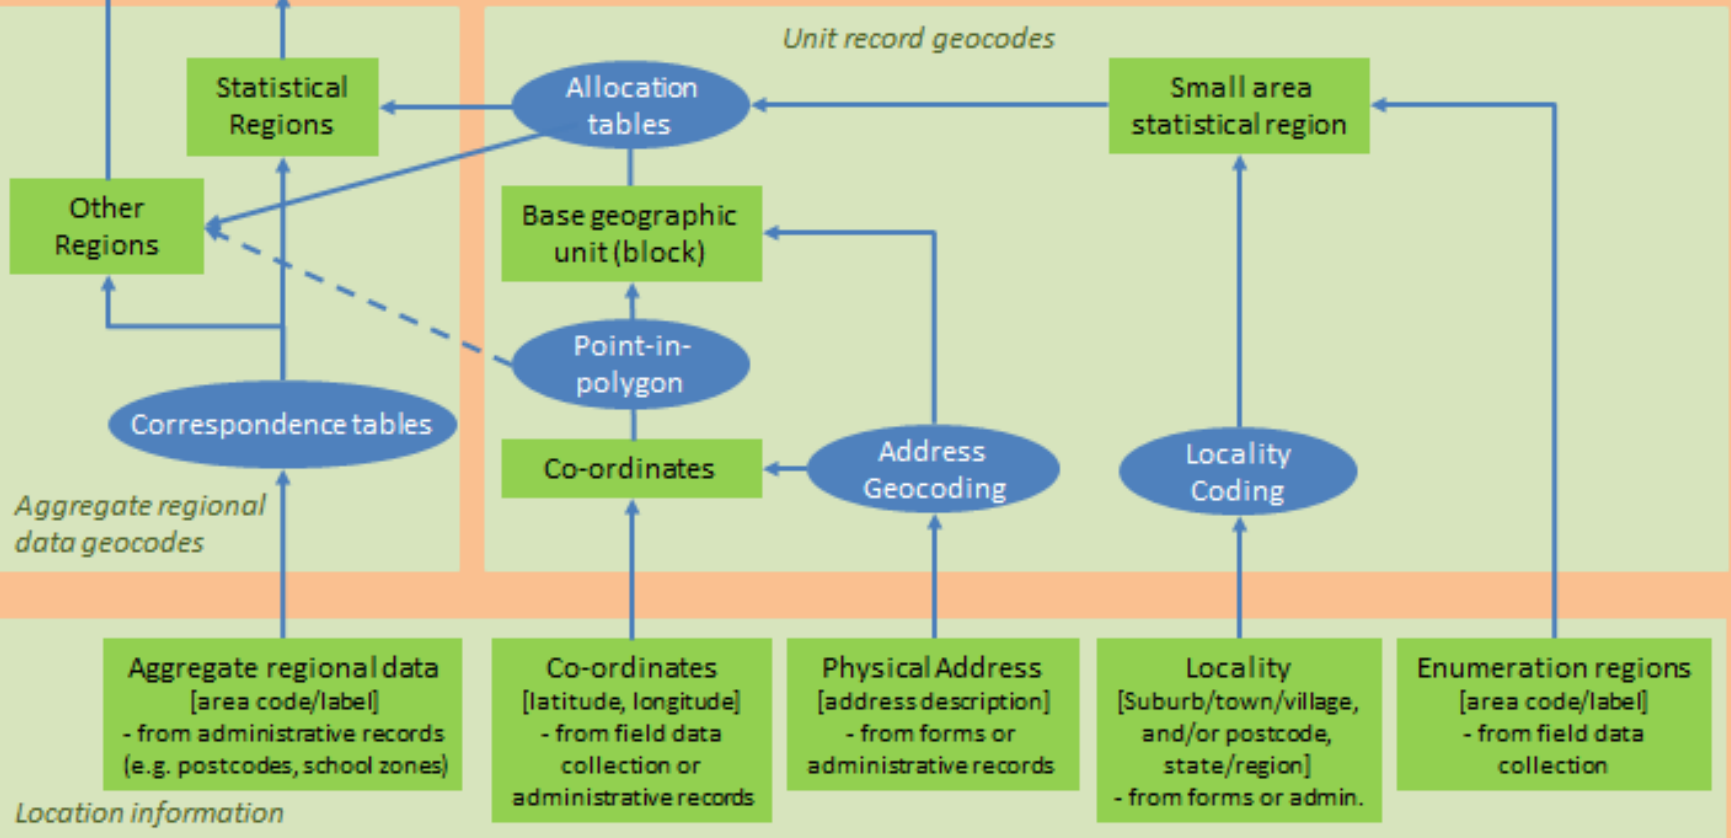 Unit record geocodes
Statistical
Regions
Allocation
tables
Small area
statistical region
Other
Regions
Base geographic
unit (block)
Point-in-
polygon
Correspondence tables
Co-ordinates
Address
Geocoding
Locality
Coding
Aggregate regional
data geocodes
Aggregate regional data
[area code/label]
- from administrative records
(e.g. postcodes, school zones)
Co-ordinates
[latitude, longitude]
- from field data
collection or
administrative records
Physical Address
[address description]
- from forms or
administrative records
Locality
[Suburb/town/village,
and/or postcode,
state/region]
- from forms or admin.
Enumeration regions
[area code/label]
- from field data
collection
Location information